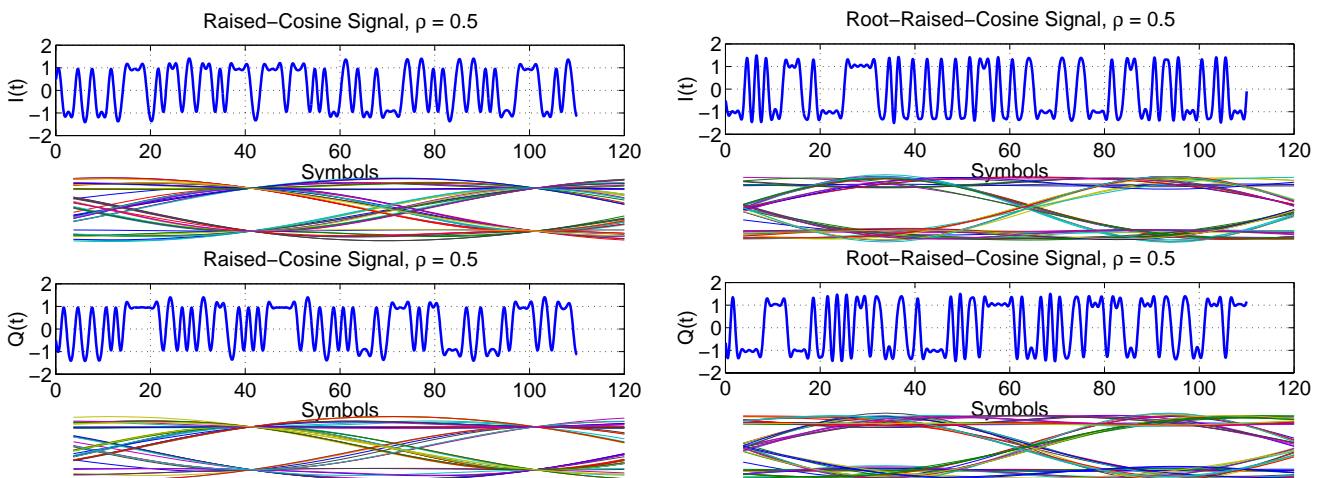 Raised−Cosine Signal, ρ = 0.5
I(t)
2
1
0
−1
−2
0 20 40 60 80 100 120
Symbols
Raised−Cosine Signal, ρ = 0.5
Q(t)
2
1
0
−1
−2
0 20 40 60 80 100 120
Symbols
Root−Raised−Cosine Signal, ρ = 0.5
I(t)
2
1
0
−1
−2
0 20 40 60 80 100 120
Symbols
Root−Raised−Cosine Signal, ρ = 0.5
Q(t)
2
1
0
−1
−2
0 20 40 60 80 100 120
Symbols